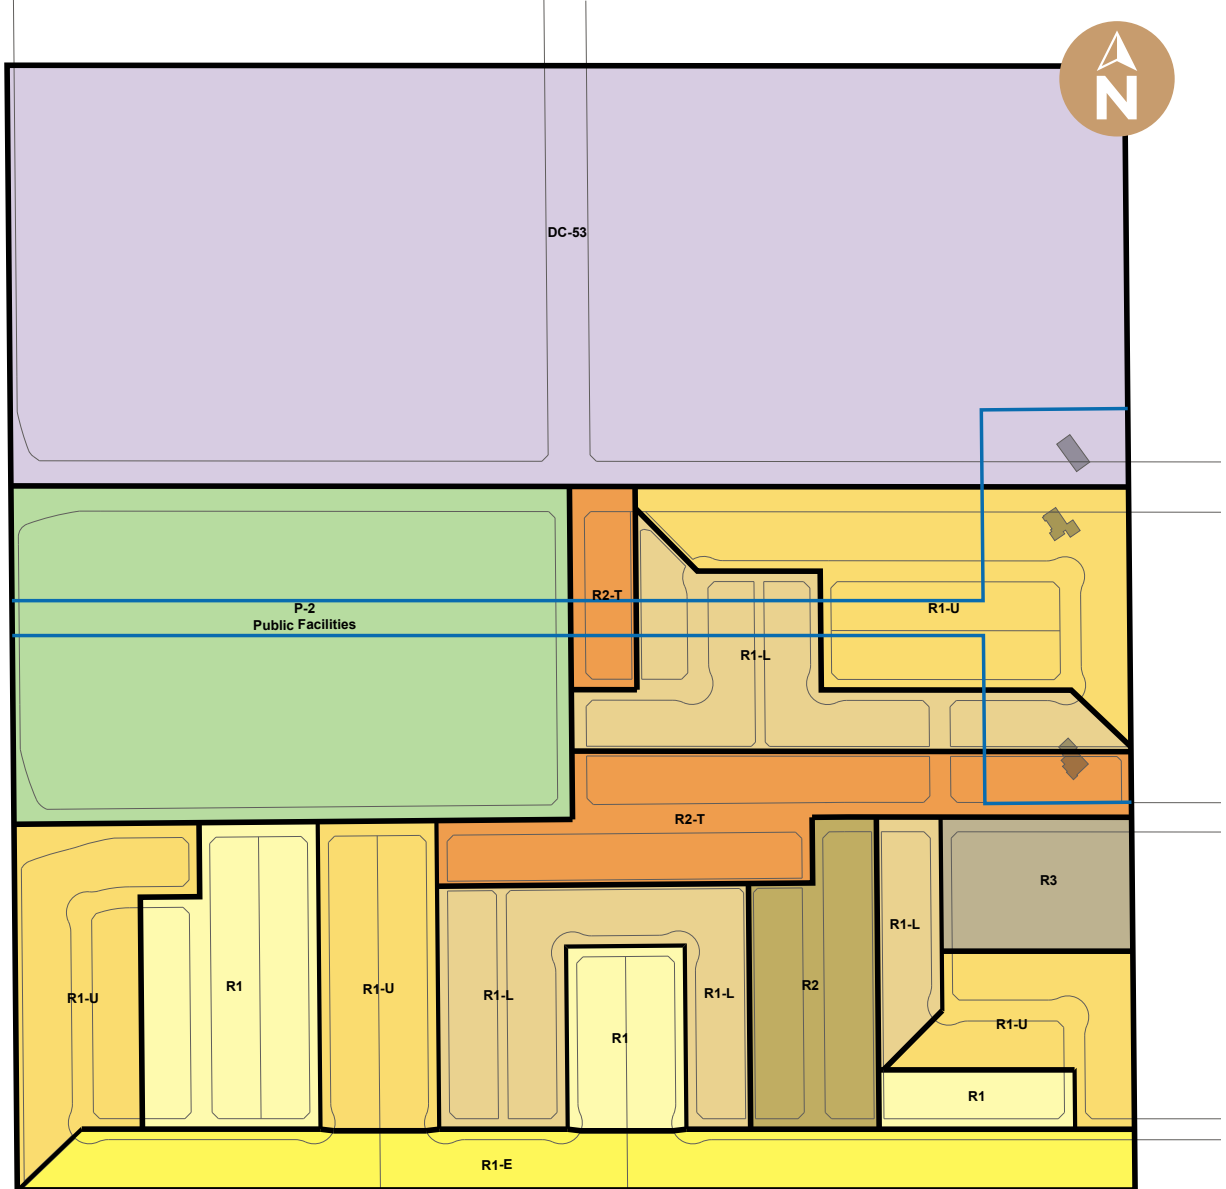 N
DC-53
R2-T
P-2
Public Facilities
R1-U
R1-L
R2-T
R3
R1-L
R1-U
R1
R1-U
R1-L
R1-L
R2
R1-U
R1
R1
R1-E